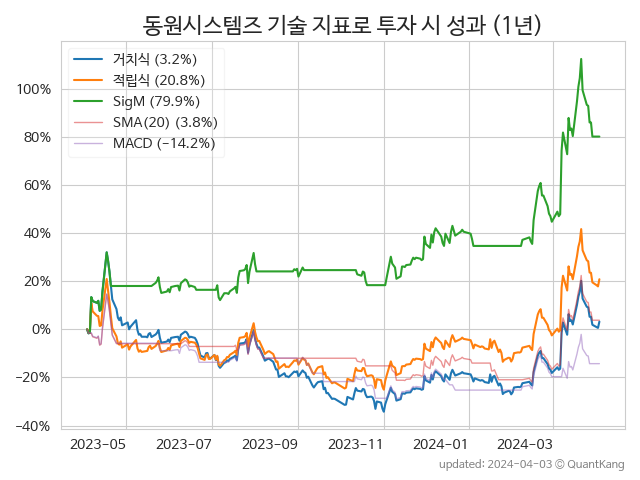 동원시스템즈 기술 지표로 투자 시 성과 (1년)
거치식 (3.2%)
적립식 (20.8%)
SigM (79.9%)
SMA(20) (3.8%)
MACD (−14.2%)
100%
80%
60%
40%
20%
0%
−20%
−40%
2023-05 2023-07 2023-09 2023-11 2024-01 2024-03
updated: 2024-04-03 © QuantKang